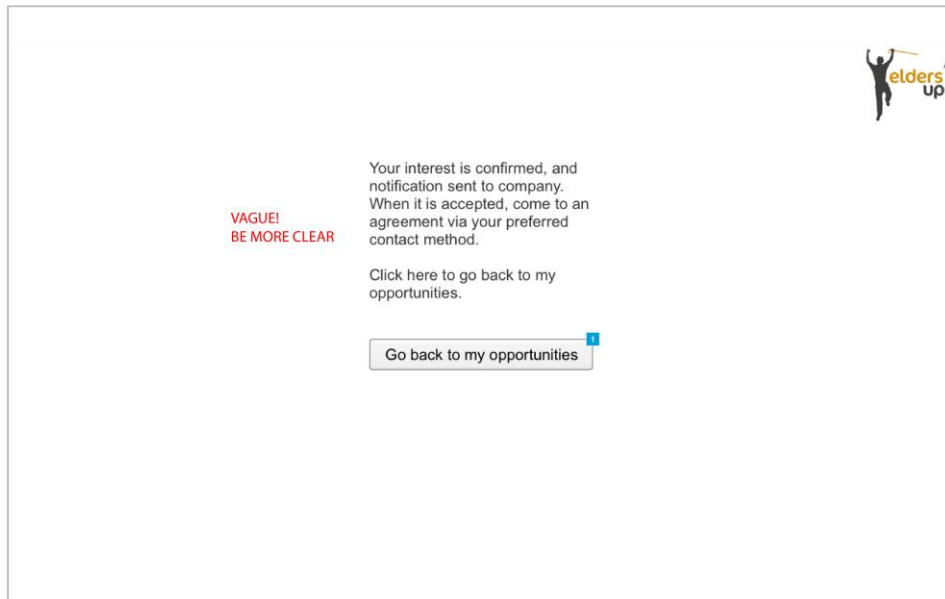 elders
up
Your interest is confirmed, and
notification sent to company.
When it is accepted, come to an
agreement via your preferred
contact method.
VAGUE!
BE MORE CLEAR
Click here to go back to my
opportunities.
1
Go back to my opportunities